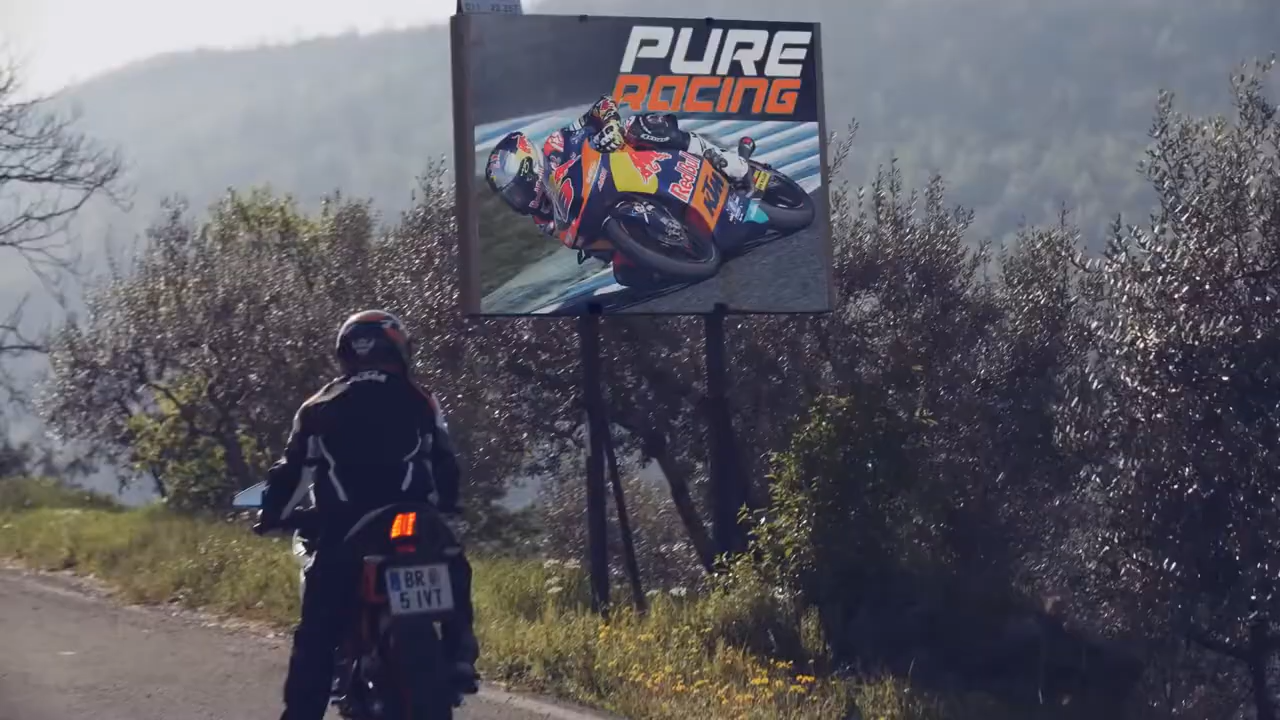 PURE
RACING
Red Bull
KTM
BR
5 IVT